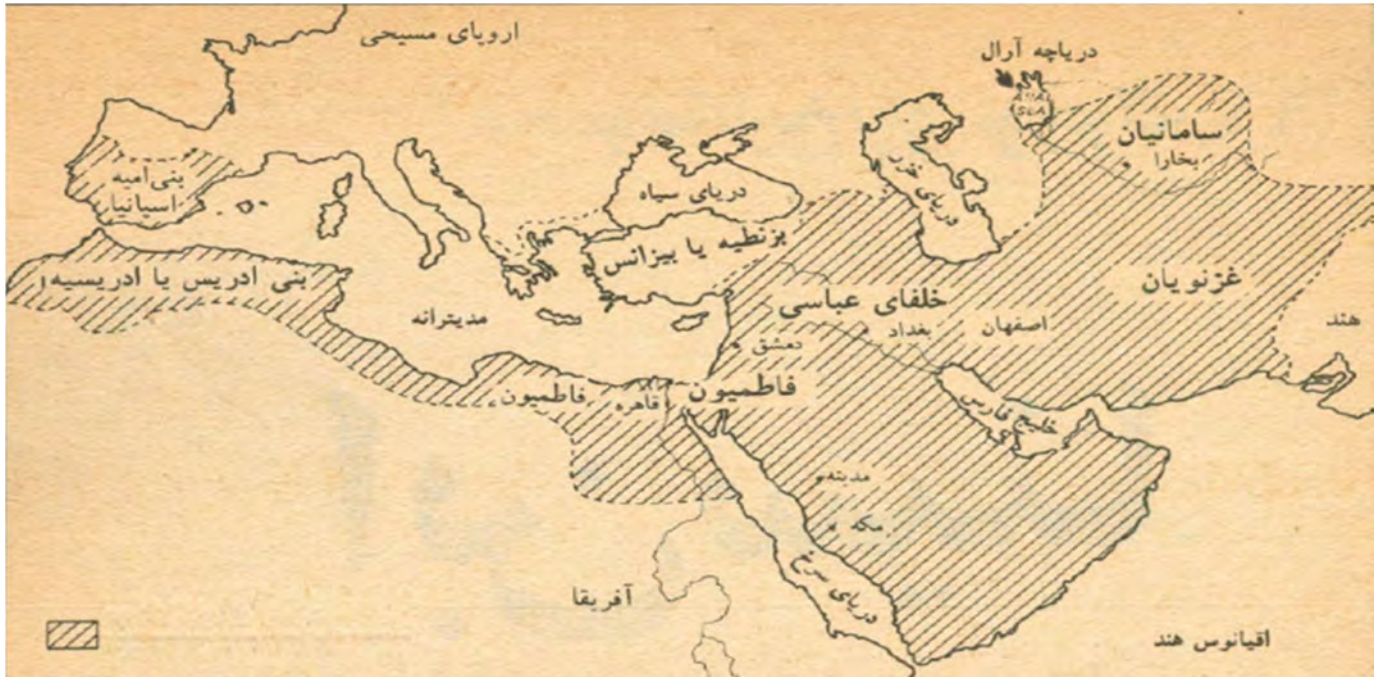 اروپای مسیحی
دریاچه آرال
ARAL
SEA
سامانیان
بخارا
بنی امیه
اسپانیا
دریای سیاه
دریای خزر
بزنطیه یا بیزانس
بنی ادریس یا ادریسیه
غزنویان
خلفای عباسی
مدیترانه
بغداد
اصفهان
هند
دمشق
فاطمیون
فاطمیون
قاهره
خلیج فارس
مدینه
مکه
دریای سرخ
آفریقا
اقیانوس هند